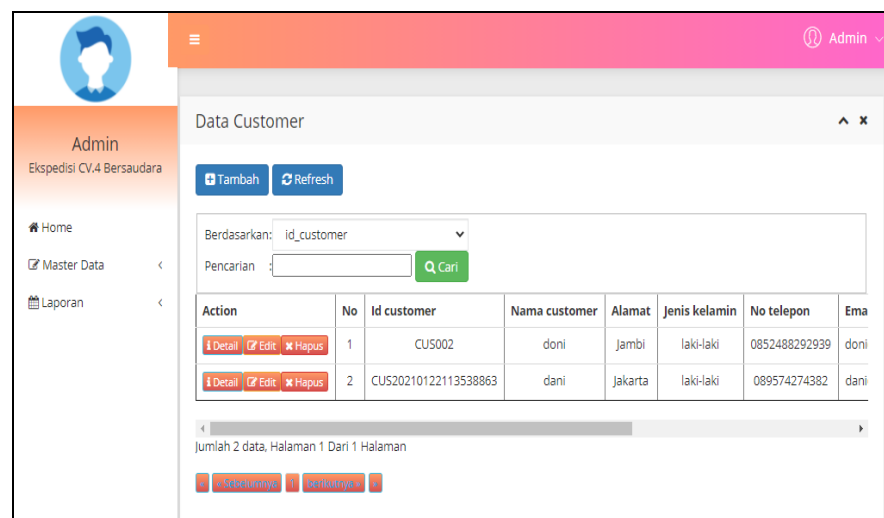 Admin
Admin
Ekspedisi CV.4 Bersaudara
Home
Master Data
Laporan
Data Customer
Tambah Refresh
Berdasarkan: id_customer
Pencarian : Cari
Action No Id customer Nama customer Alamat Jenis kelamin No telepon Ema
Detail Edit Hapus 1 CUS002 doni Jambi laki-laki 0852488292939 doni
Detail Edit Hapus 2 CUS20210122113538863 dani Jakarta laki-laki 089574274382 dani
Jumlah 2 data, Halaman 1 Dari 1 Halaman
« Sebelumnya 1 berikutnya »